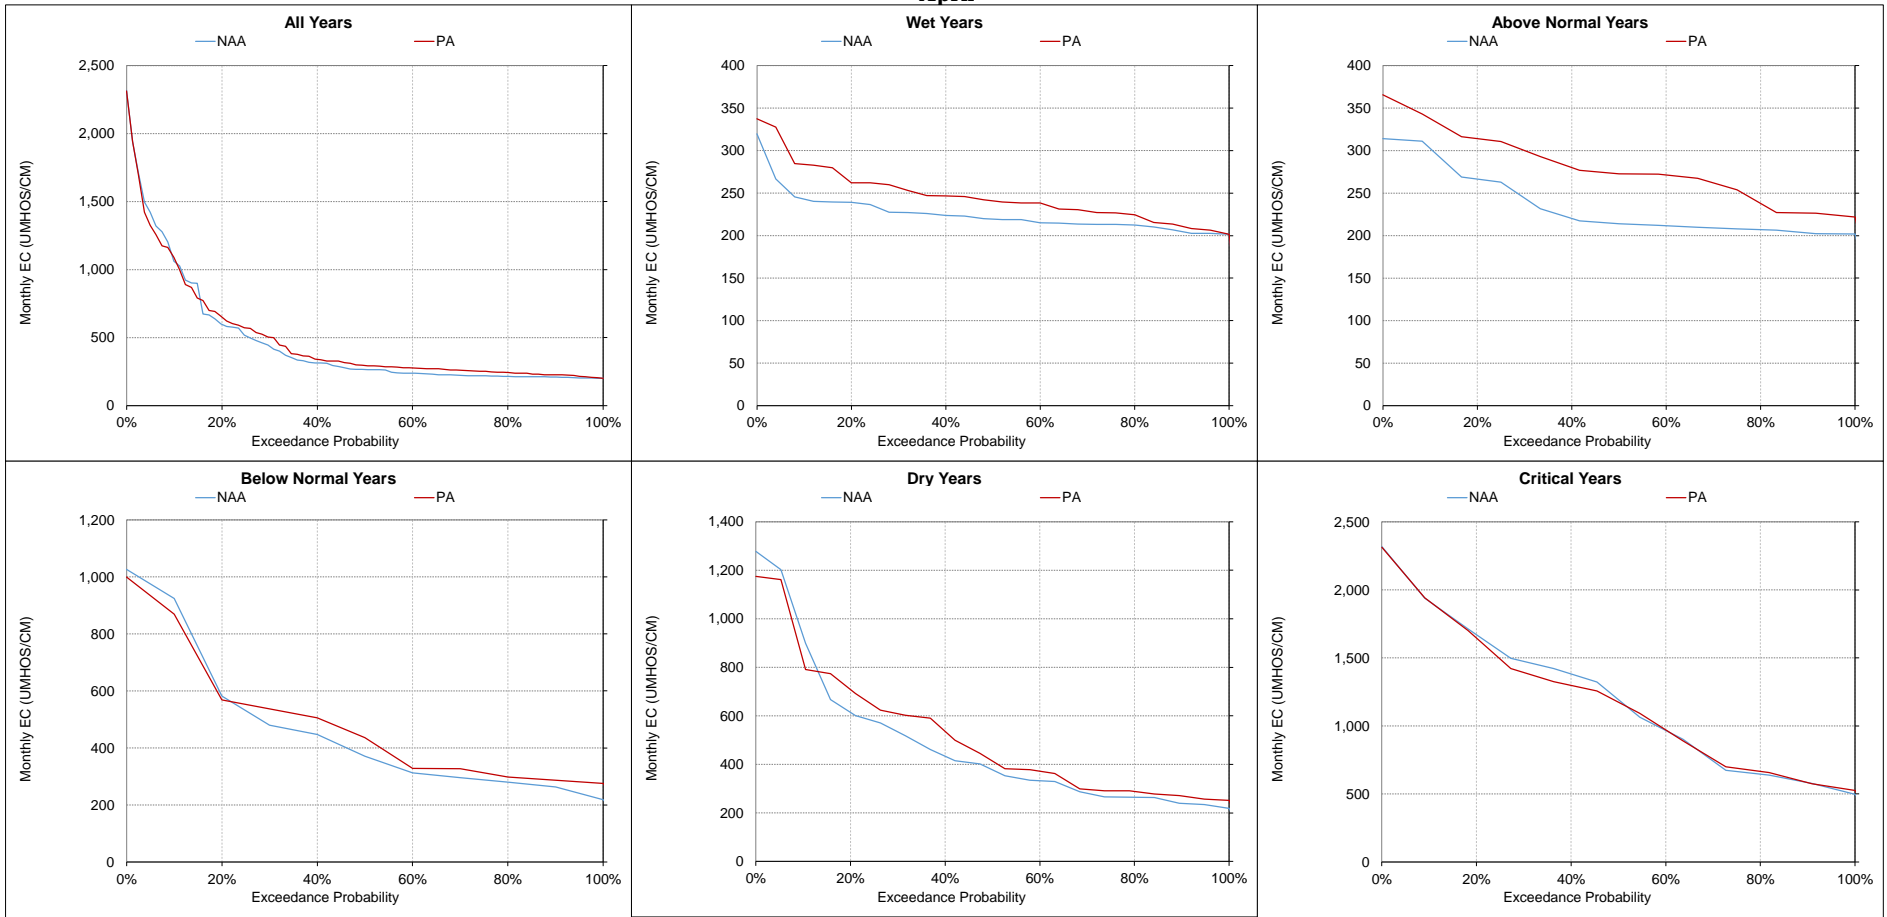 All Years
NAA PA
2,500
2,000
1,500
1,000
500
0
Monthly EC (UMHOS/CM)
0% 20% 40% 60% 80% 100%
Exceedance Probability
Wet Years
NAA PA
400
350
300
250
200
150
100
50
0
Monthly EC (UMHOS/CM)
0% 20% 40% 60% 80% 100%
Exceedance Probability
Above Normal Years
NAA PA
400
350
300
250
200
150
100
50
0
Monthly EC (UMHOS/CM)
0% 20% 40% 60% 80% 100%
Exceedance Probability
Below Normal Years
NAA PA
1,200
1,000
800
600
400
200
0
Monthly EC (UMHOS/CM)
0% 20% 40% 60% 80% 100%
Exceedance Probability
Dry Years
NAA PA
1,400
1,200
1,000
800
600
400
200
0
Monthly EC (UMHOS/CM)
0% 20% 40% 60% 80% 100%
Exceedance Probability
Critical Years
NAA PA
2,500
2,000
1,500
1,000
500
0
Monthly EC (UMHOS/CM)
0% 20% 40% 60% 80% 100%
Exceedance Probability